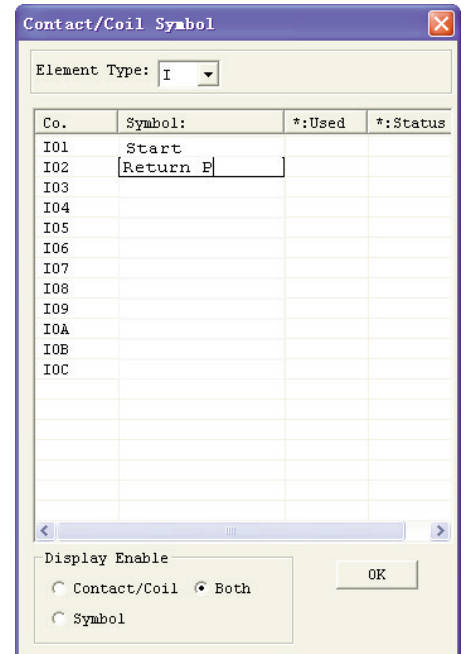 Contact/Coil Symbol
Element Type: I
Co. Symbol: *:Used *:Status
I01 Start
I02 Return P
I03
I04
I05
I06
I07
I08
I09
I0A
I0B
I0C
Display Enable
Contact/Coil Both
Symbol
OK